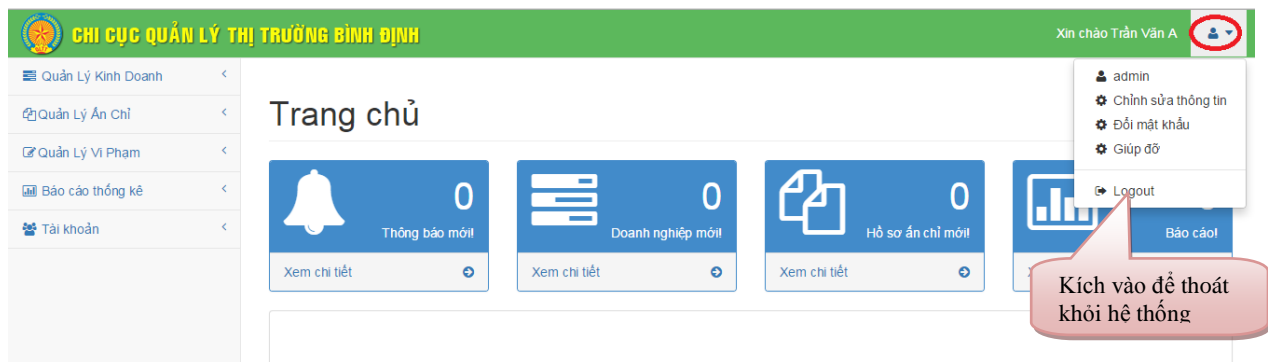 CHI CỤC QUẢN LÝ THỊ TRƯỜNG BÌNH ĐỊNH
Xin chào Trần Văn A
admin
Chỉnh sửa thông tin
Đổi mật khẩu
Giúp đỡ
Logout
Quản Lý Kinh Doanh
Quản Lý Ấn Chỉ
Quản Lý Vi Phạm
Báo cáo thống kê
Tài khoản
Trang chủ
0
Thông báo mới!
Xem chi tiết
0
Doanh nghiệp mới!
Xem chi tiết
0
Hồ sơ ấn chỉ mới!
Xem chi tiết
Báo cáo!
Kích vào để thoát
khỏi hệ thống